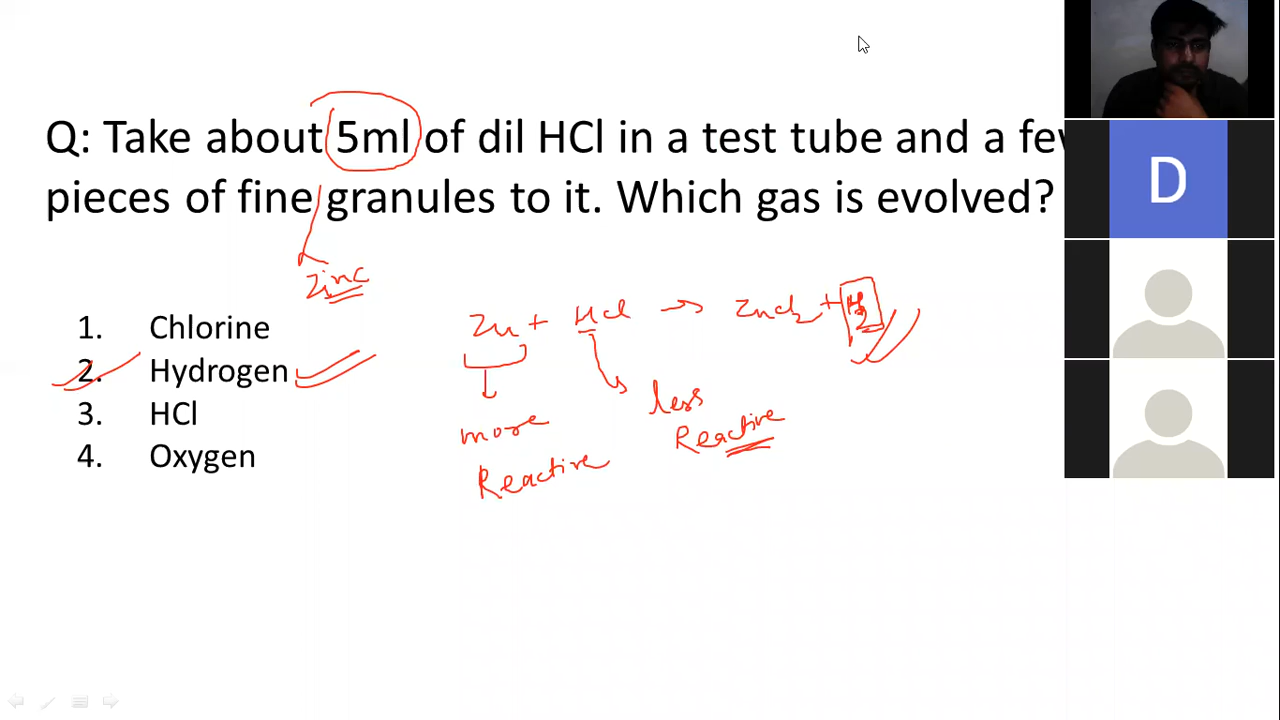 Q: Take about 5ml of dil HCl in a test tube and a few
pieces of fine granules to it. Which gas is evolved?
Zinc
1. Chlorine
2. Hydrogen
3. HCl
4. Oxygen
Zn + HCl → ZnCl2 + H2
more
Reactive
less
Reactive
D